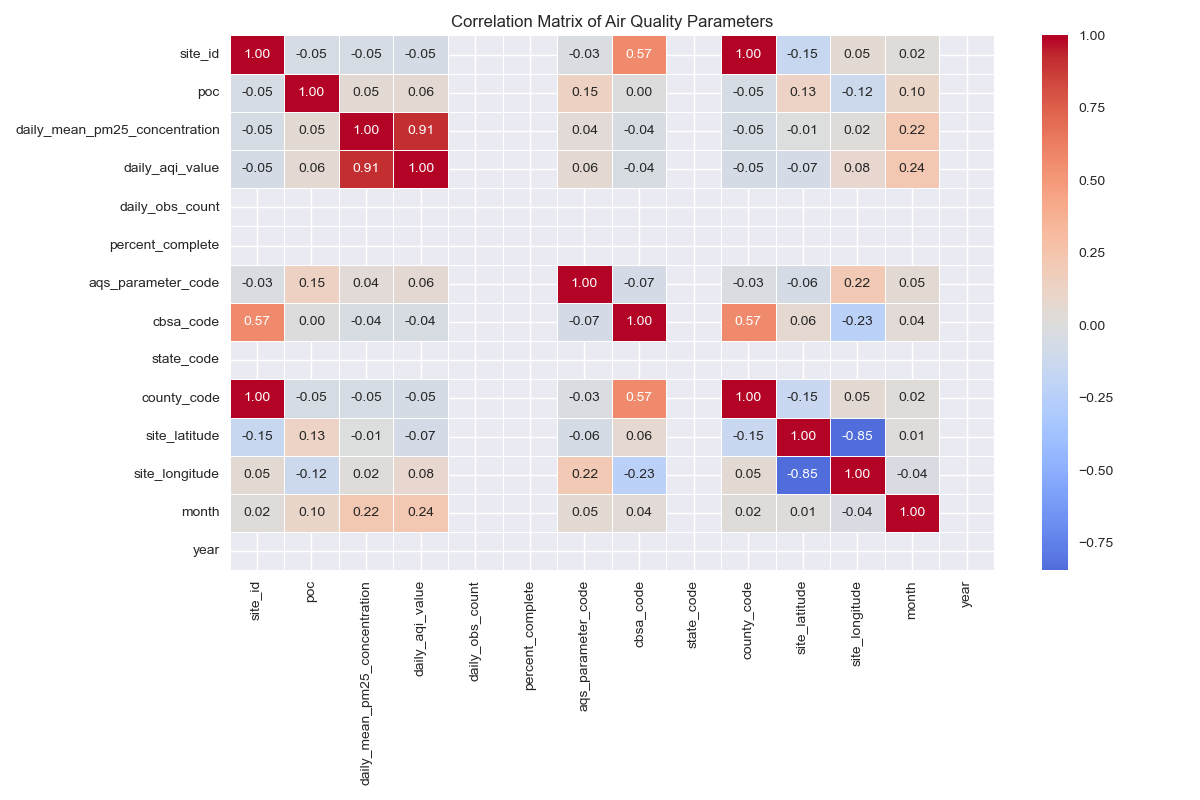 Correlation Matrix of Air Quality Parameters
site_id 1.00 -0.05 -0.05 -0.05 -0.03 0.57 1.00 -0.15 0.05 0.02
poc -0.05 1.00 0.05 0.06 0.15 0.00 -0.05 0.13 -0.12 0.10
daily_mean_pm25_concentration -0.05 0.05 1.00 0.91 0.04 -0.04 -0.05 -0.01 0.02 0.22
daily_aqi_value -0.05 0.06 0.91 1.00 0.06 -0.04 -0.05 -0.07 0.08 0.24
daily_obs_count
percent_complete
aqs_parameter_code -0.03 0.15 0.04 0.06 1.00 -0.07 -0.03 -0.06 0.22 0.05
cbsa_code 0.57 0.00 -0.04 -0.04 -0.07 1.00 0.57 0.06 -0.23 0.04
state_code
county_code 1.00 -0.05 -0.05 -0.05 -0.03 0.57 1.00 -0.15 0.05 0.02
site_latitude -0.15 0.13 -0.01 -0.07 -0.06 0.06 -0.15 1.00 -0.85 0.01
site_longitude 0.05 -0.12 0.02 0.08 0.22 -0.23 0.05 -0.85 1.00 -0.04
month 0.02 0.10 0.22 0.24 0.05 0.04 0.02 0.01 -0.04 1.00
year
site_id
poc
daily_mean_pm25_concentration
daily_aqi_value
daily_obs_count
percent_complete
aqs_parameter_code
cbsa_code
state_code
county_code
site_latitude
site_longitude
month
year
1.00
0.75
0.50
0.25
0.00
−0.25
−0.50
−0.75